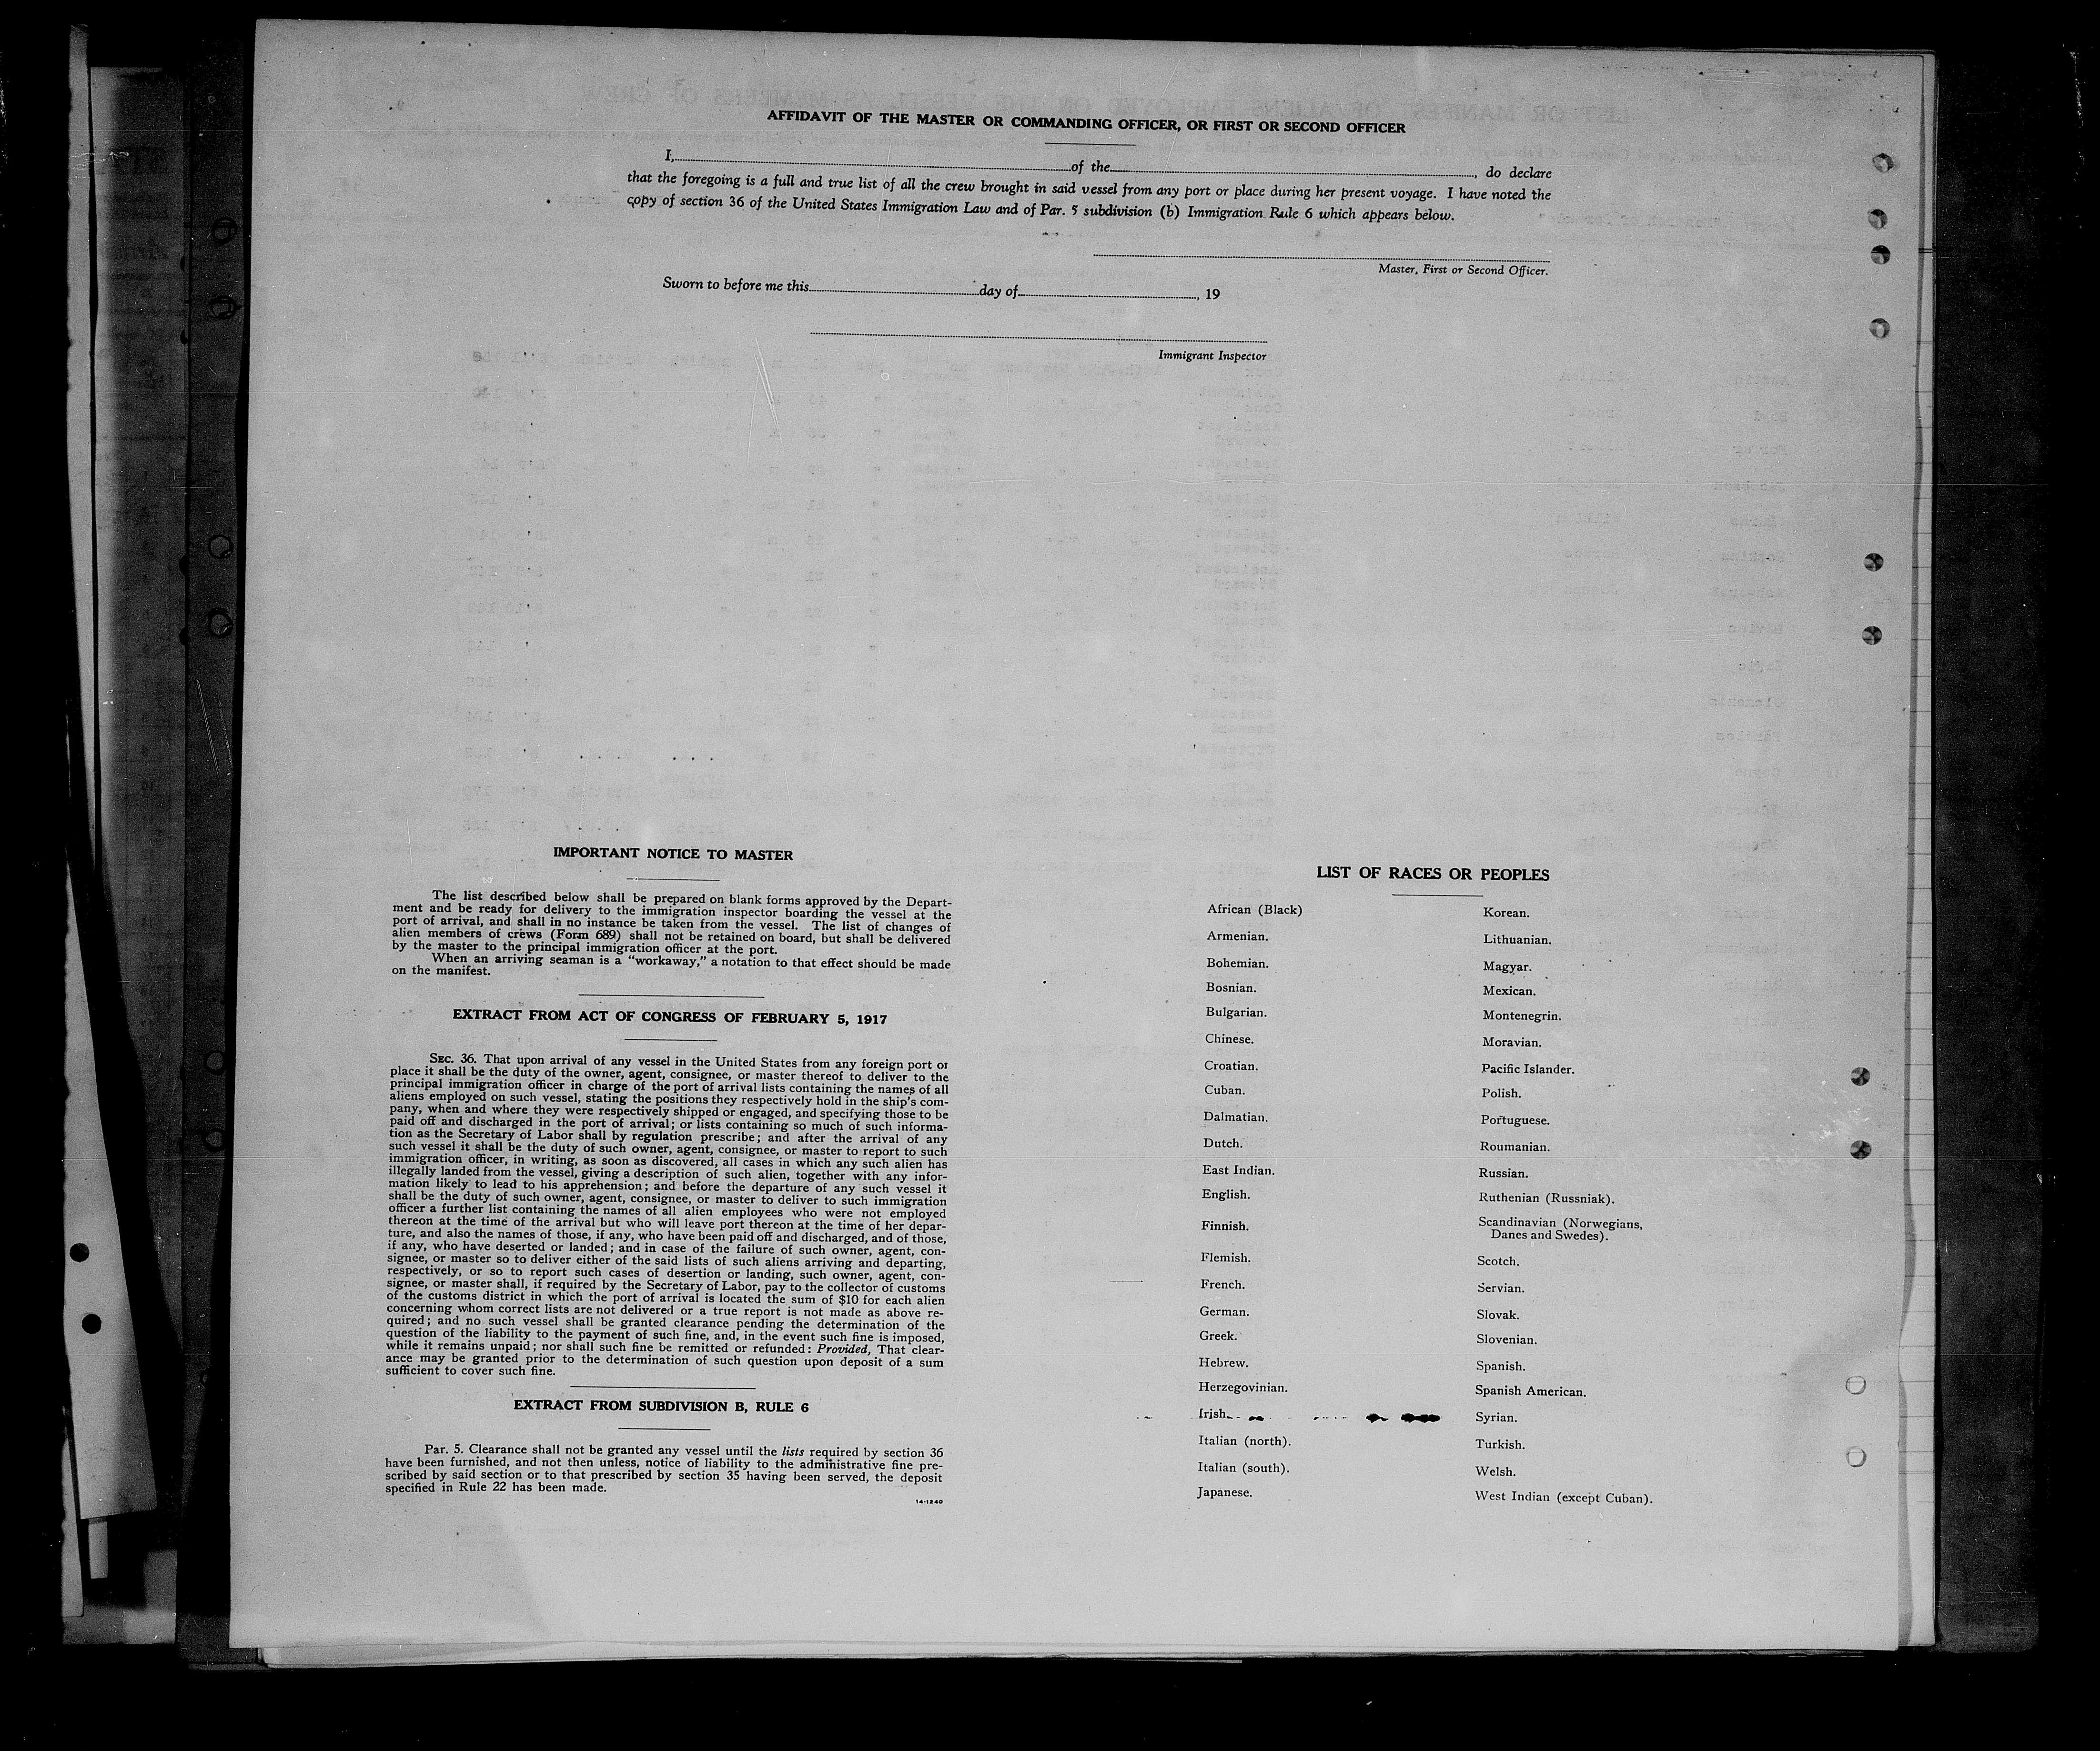 AFFIDAVIT OF THE MASTER OR COMMANDING OFFICER, OR FIRST OR SECOND OFFICER
I, of the , do declare
that the foregoing is a full and true list of all the crew brought in said vessel from any port or place during her present voyage. I have noted the
copy of section 36 of the United States Immigration Law and of Par. 5 subdivision (b) Immigration Rule 6 which appears below.
Master, First or Second Officer.
Sworn to before me this day of , 19
Immigrant Inspector
IMPORTANT NOTICE TO MASTER
The list described below shall be prepared on blank forms approved by the Depart-
ment and be ready for delivery to the immigration inspector boarding the vessel at the
port of arrival, and shall in no instance be taken from the vessel. The list of changes of
alien members of crews (Form 689) shall not be retained on board, but shall be delivered
by the master to the principal immigration officer at the port.
When an arriving seaman is a "workaway," a notation to that effect should be made
on the manifest.
EXTRACT FROM ACT OF CONGRESS OF FEBRUARY 5, 1917
SEC. 36. That upon arrival of any vessel in the United States from any foreign port or
place it shall be the duty of the owner, agent, consignee, or master thereof to deliver to the
principal immigration officer in charge of the port of arrival lists containing the names of all
aliens employed on such vessel, stating the positions they respectively hold in the ship's com-
pany, when and where they were respectively shipped or engaged, and specifying those to be
paid off and discharged in the port of arrival; or lists containing so much of such informa-
tion as the Secretary of Labor shall by regulation prescribe; and after the arrival of any
such vessel it shall be the duty of such owner, agent, consignee, or master to report to such
immigration officer, in writing, as soon as discovered, all cases in which any such alien has
illegally landed from the vessel, giving a description of such alien, together with any infor-
mation likely to lead to his apprehension; and before the departure of any such vessel it
shall be the duty of such owner, agent, consignee, or master to deliver to such immigration
officer a further list containing the names of all alien employees who were not employed
thereon at the time of the arrival but who will leave port thereon at the time of her depar-
ture, and also the names of those, if any, who have been paid off and discharged, and of those,
if any, who have deserted or landed; and in case of the failure of such owner, agent, con-
signee, or master so to deliver either of the said lists of such aliens arriving and departing,
respectively, or so to report such cases of desertion or landing, such owner, agent, con-
signee, or master shall, if required by the Secretary of Labor, pay to the collector of customs
of the customs district in which the port of arrival is located the sum of $10 for each alien
concerning whom correct lists are not delivered or a true report is not made as above re-
quired; and no such vessel shall be granted clearance pending the determination of the
question of the liability to the payment of such fine, and, in the event such fine is imposed,
while it remains unpaid; nor shall such fine be remitted or refunded: Provided, That clear-
ance may be granted prior to the determination of such question upon deposit of a sum
sufficient to cover such fine.
EXTRACT FROM SUBDIVISION B, RULE 6
Par. 5. Clearance shall not be granted any vessel until the lists required by section 36
have been furnished, and not then unless, notice of liability to the administrative fine pre-
scribed by said section or to that prescribed by section 35 having been served, the deposit
specified in Rule 22 has been made.
14-1240
LIST OF RACES OR PEOPLES
African (Black)
Armenian.
Bohemian.
Bosnian.
Bulgarian.
Chinese.
Croatian.
Cuban.
Dalmatian.
Dutch.
East Indian.
English.
Finnish.
Flemish.
French.
German.
Greek.
Hebrew.
Herzegovinian.
Irish.
Italian (north).
Italian (south).
Japanese.
Korean.
Lithuanian.
Magyar.
Mexican.
Montenegrin.
Moravian.
Pacific Islander.
Polish.
Portuguese.
Roumanian.
Russian.
Ruthenian (Russniak).
Scandinavian (Norwegians,
Danes and Swedes).
Scotch.
Servian.
Slovak.
Slovenian.
Spanish.
Spanish American.
Syrian.
Turkish.
Welsh.
West Indian (except Cuban).